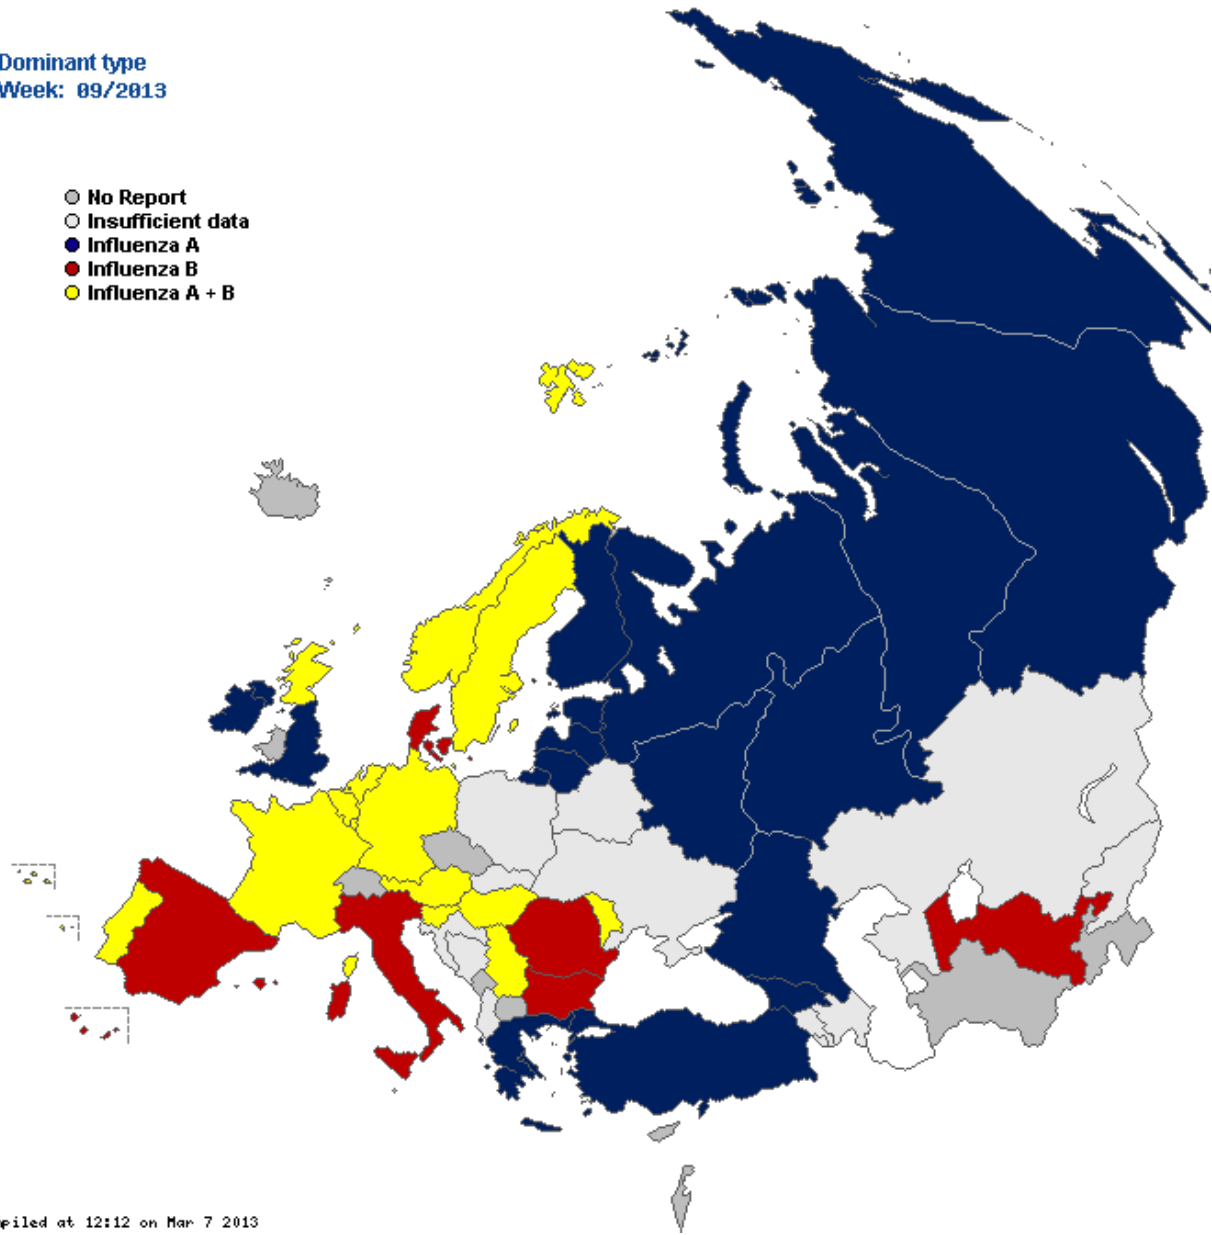 Dominant type
Week: 09/2013
No Report
Insufficient data
Influenza A
Influenza B
Influenza A + B
piled at 12:12 on Mar 7 2013